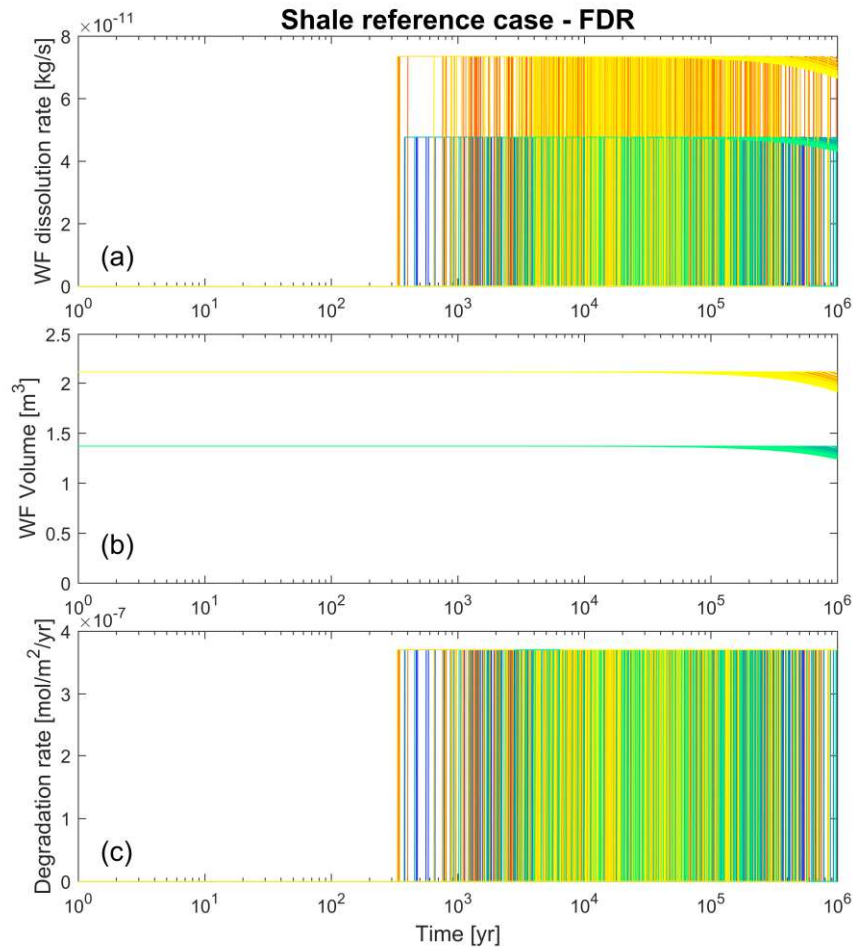 Shale reference case - FDR
×10⁻¹¹
8
6
4
2
0
WF dissolution rate [kg/s]
(a)
10⁰ 10¹ 10² 10³ 10⁴ 10⁵ 10⁶
2.5
2
1.5
1
0.5
0
WF Volume [m³]
(b)
10⁰ 10¹ 10² 10³ 10⁴ 10⁵ 10⁶
×10⁻⁷
4
3
2
1
0
Degradation rate [mol/m²/yr]
(c)
10⁰ 10¹ 10² 10³ 10⁴ 10⁵ 10⁶
Time [yr]